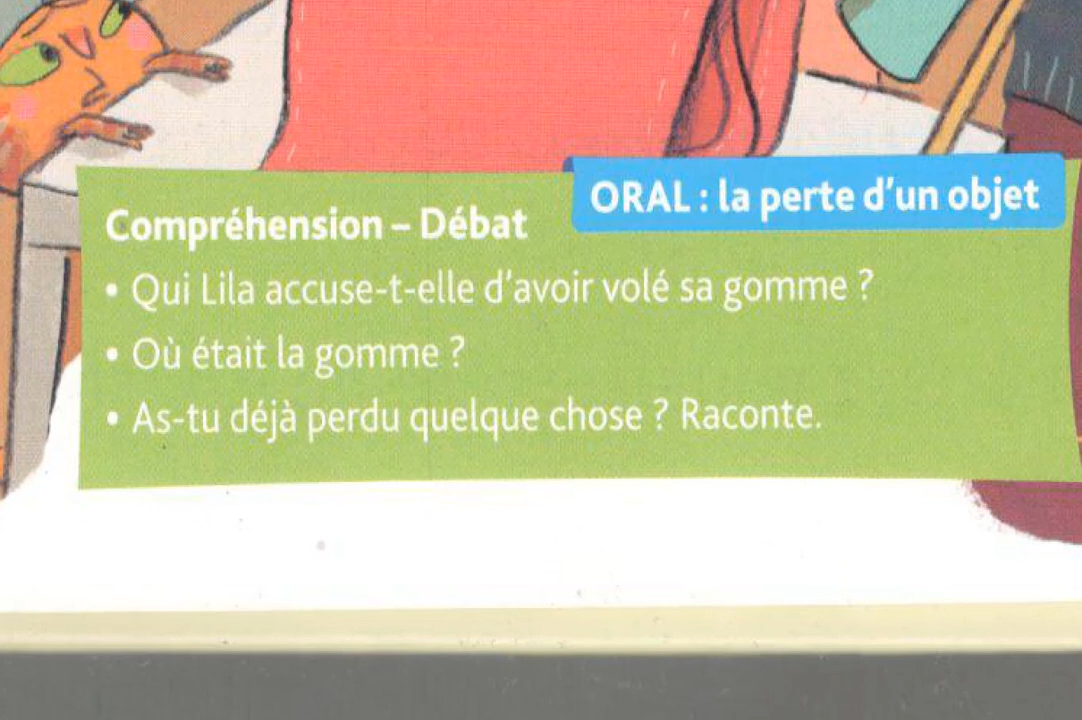 ORAL : la perte d'un objet
Compréhension – Débat
• Qui Lila accuse-t-elle d'avoir volé sa gomme ?
• Où était la gomme ?
• As-tu déjà perdu quelque chose ? Raconte.